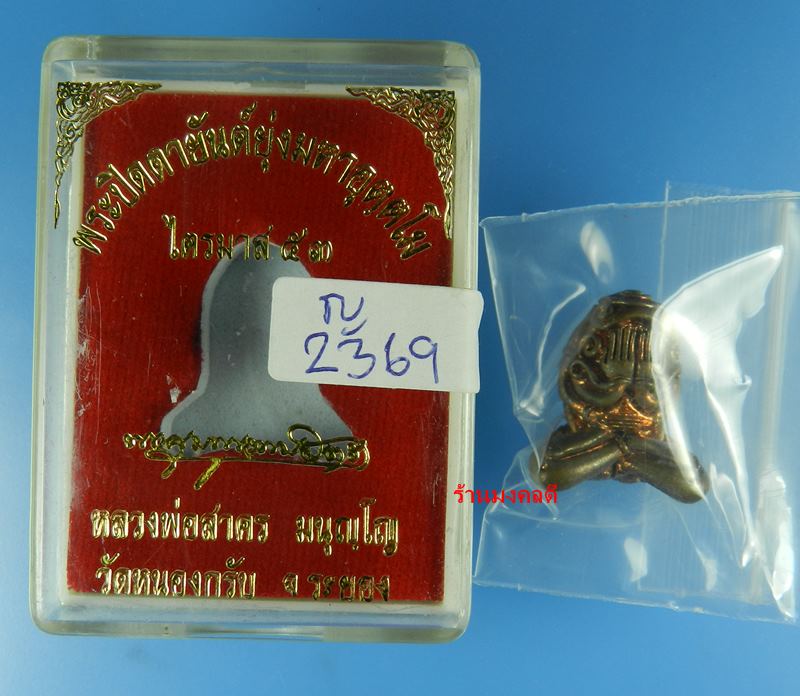 พระปิดตายันต์ยุ่งมหาอุตตโม
ไตรมาส ๕๓
ณ
2369
หลวงพ่อสาคร มนุญฺโญ
วัดหนองกรับ จ ระยอง
ร้านมงคลดี